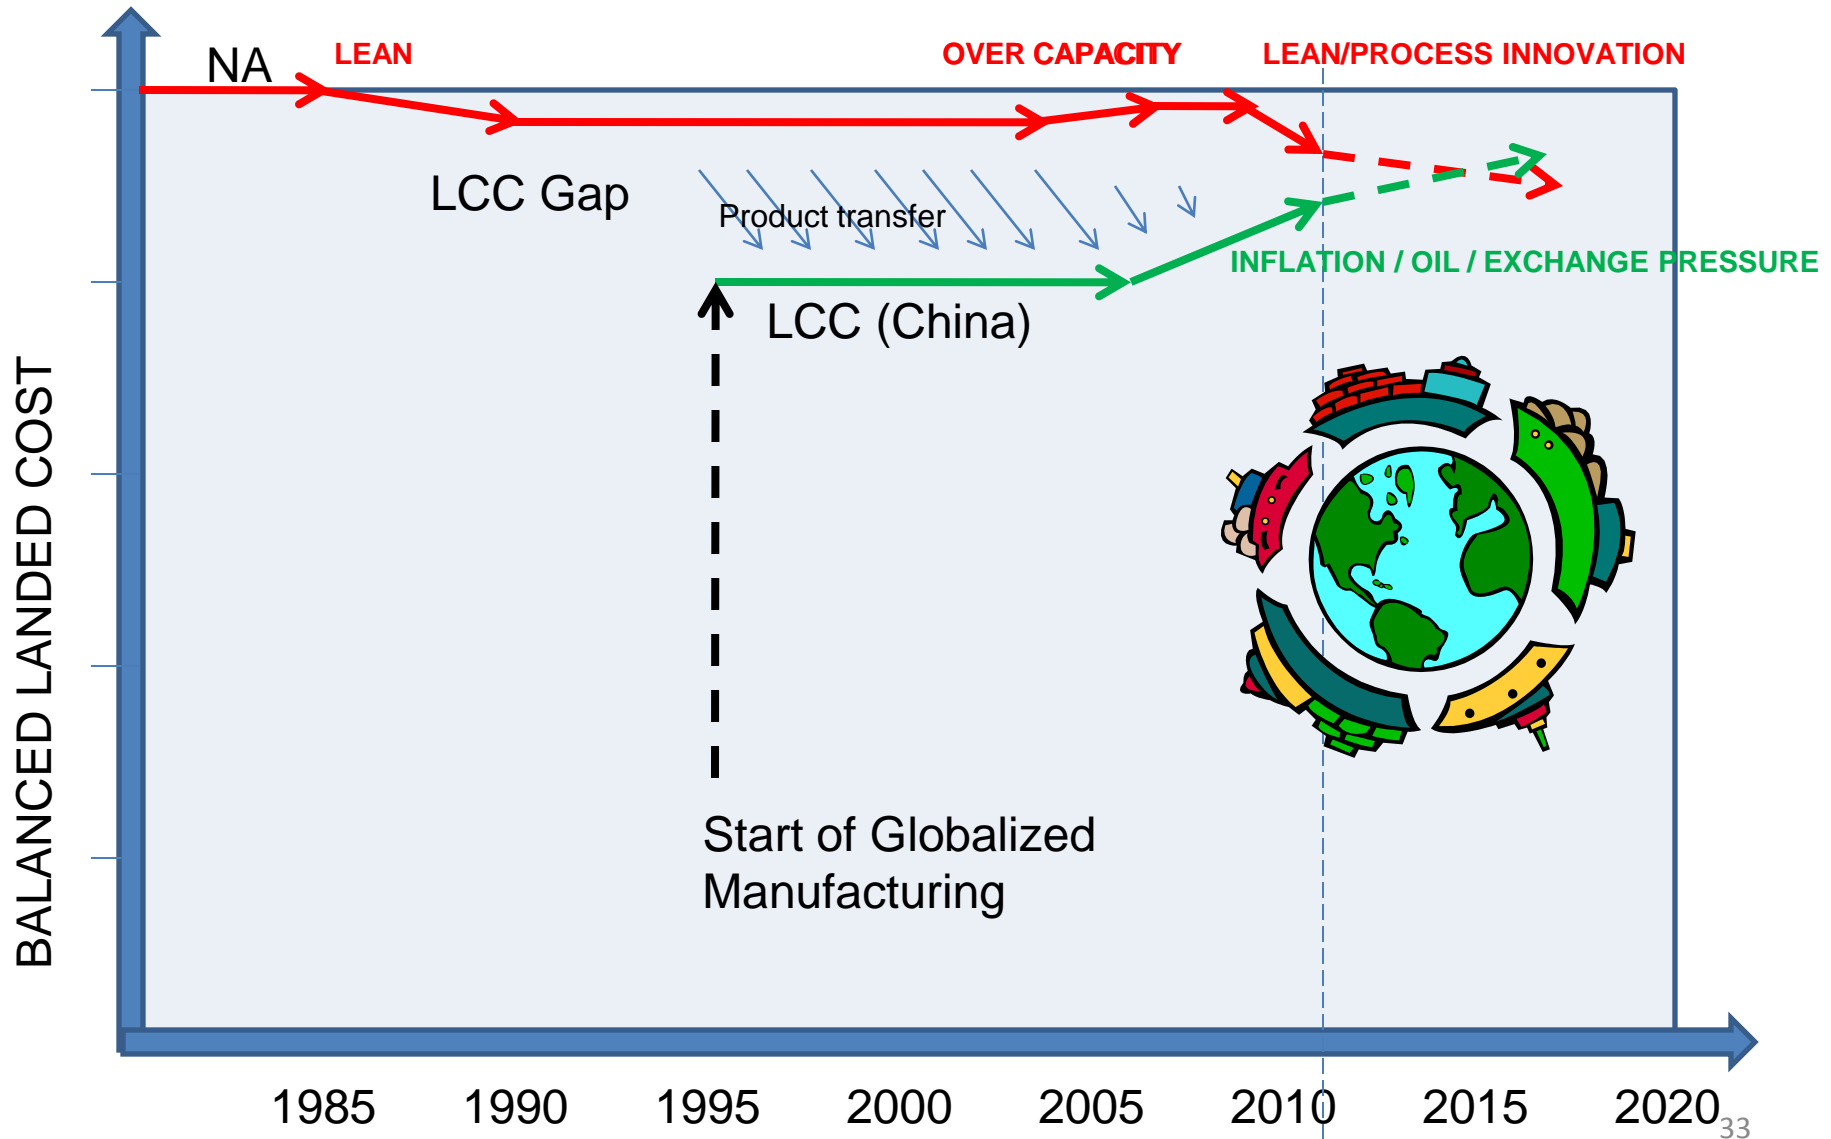 NA
LEAN
OVER CAPACITY
LEAN/PROCESS INNOVATION
LCC Gap
Product transfer
INFLATION / OIL / EXCHANGE PRESSURE
LCC (China)
BALANCED LANDED COST
Start of Globalized
Manufacturing
1985 1990 1995 2000 2005 2010 2015 2020
33